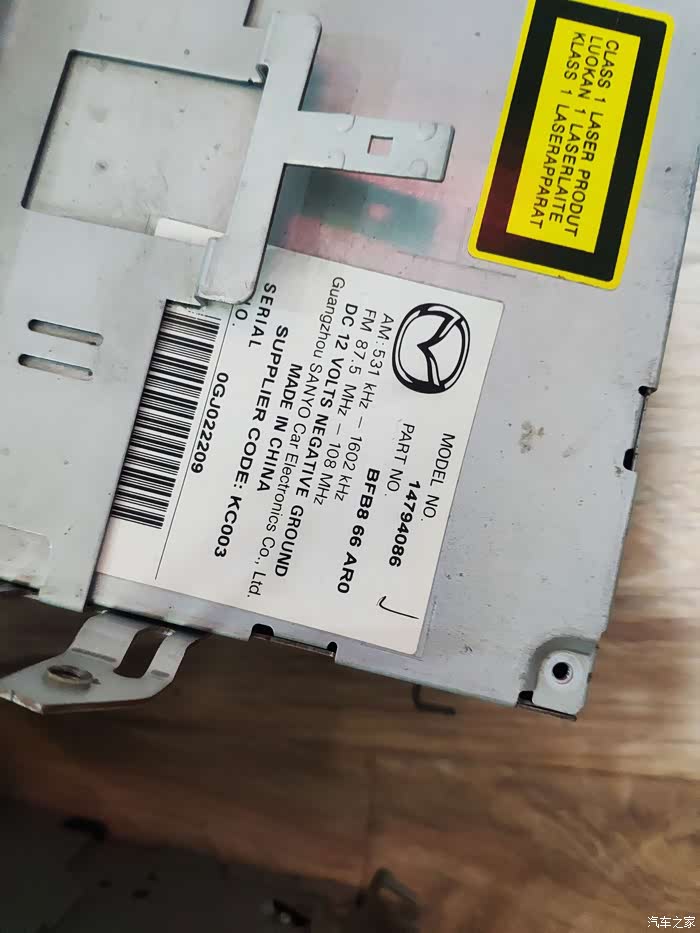 CLASS 1 LASER PRODUT
LUOKAN 1 LASERLAITE
KLASS 1 LASERAPPARAT
MODEL NO. 14794086
PART NO. BFB8 66 AR0
AM:531 kHz – 1602 kHz
FM 87.5 MHz – 108 MHz
DC 12 VOLTS NEGATIVE GROUND
Guangzhou SANYO Car Electronics Co., Ltd.
MADE IN CHINA
SUPPLIER CODE: KC003
SERIAL
O. 0GJ022209
汽车之家